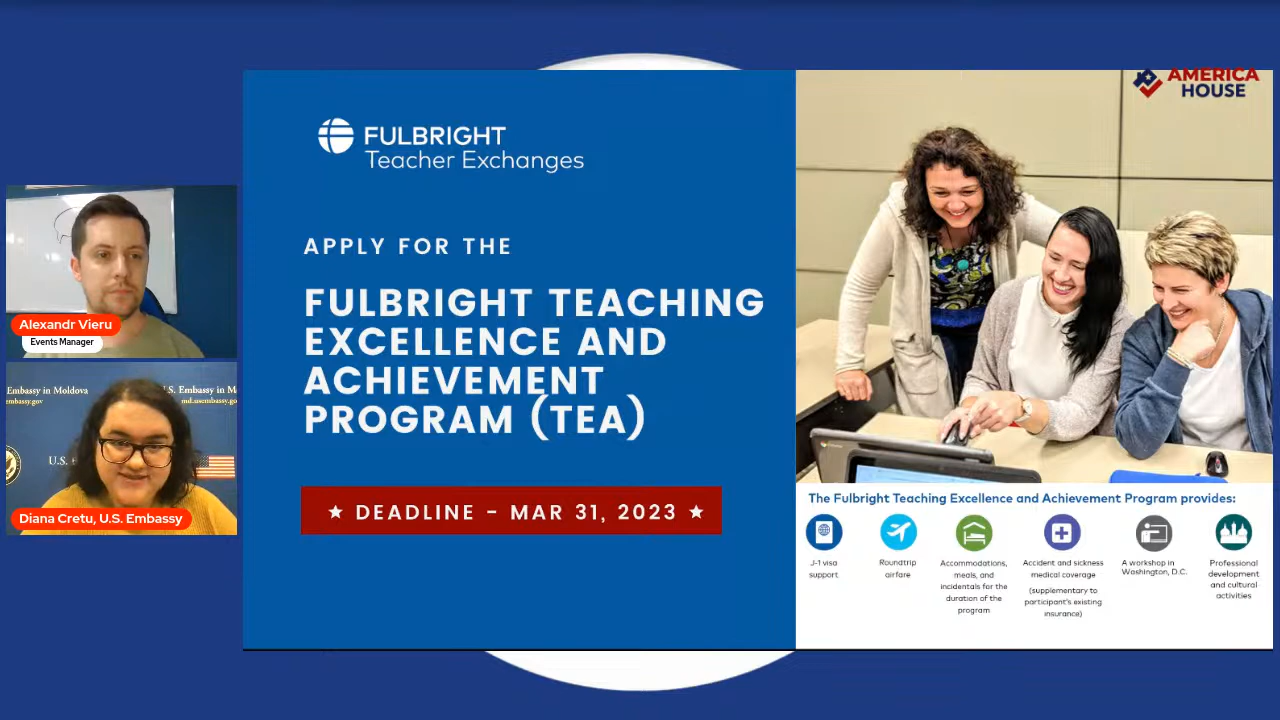 AMERICA
HOUSE
FULBRIGHT
Teacher Exchanges
APPLY FOR THE
FULBRIGHT TEACHING
EXCELLENCE AND
ACHIEVEMENT
PROGRAM (TEA)
★ DEADLINE - MAR 31, 2023 ★
Alexandr Vieru
Events Manager
Embassy in Moldova
U.S. Embassy in M
embassy.gov
md.usembassy.go
U.S.
Diana Cretu, U.S. Embassy
The Fulbright Teaching Excellence and Achievement Program provides:
J-1 visa
support
Roundtrip
airfare
Accommodations,
meals, and
incidentals for the
duration of the
program
Accident and sickness
medical coverage
(supplementary to
participant's existing
insurance)
A workshop in
Washington, D.C.
Professional
development
and cultural
activities